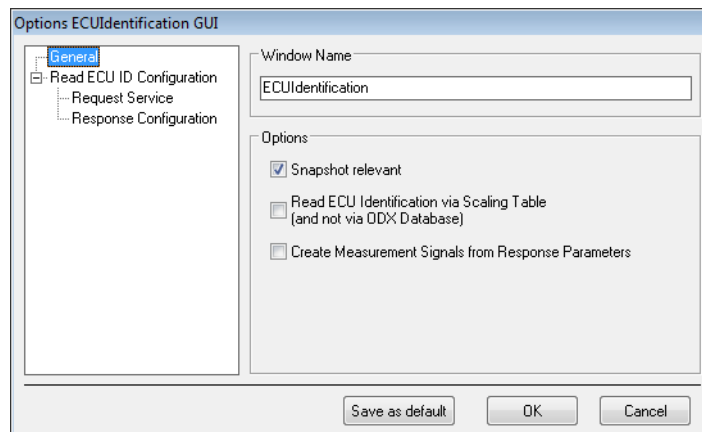 Options ECUIdentification GUI
General
Read ECU ID Configuration
Request Service
Response Configuration
Window Name
ECUIdentification
Options
Snapshot relevant
Read ECU Identification via Scaling Table
(and not via ODX Database)
Create Measurement Signals from Response Parameters
Save as default
OK
Cancel